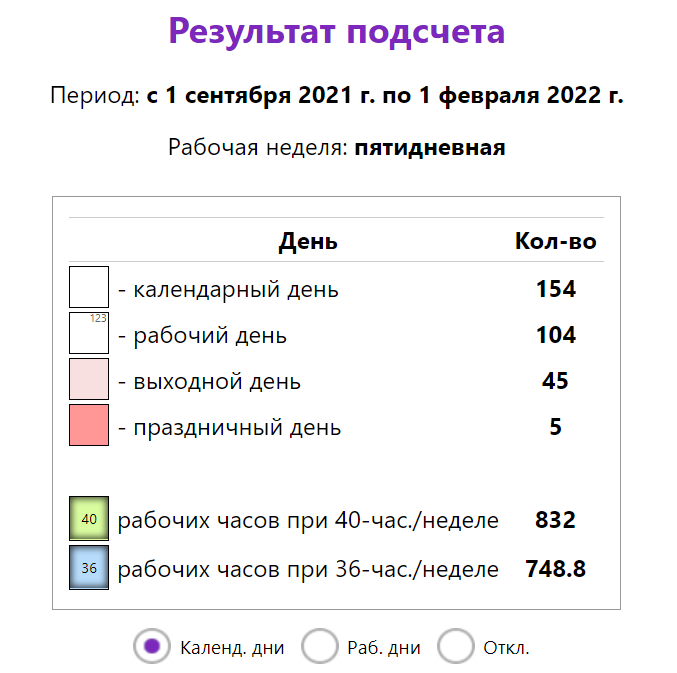 Результат подсчета
Период: с 1 сентября 2021 г. по 1 февраля 2022 г.
Рабочая неделя: пятидневная
День Кол-во
- календарный день 154
123 - рабочий день 104
- выходной день 45
- праздничный день 5
40 рабочих часов при 40-час./неделе 832
36 рабочих часов при 36-час./неделе 748.8
Календ. дни Раб. дни Откл.